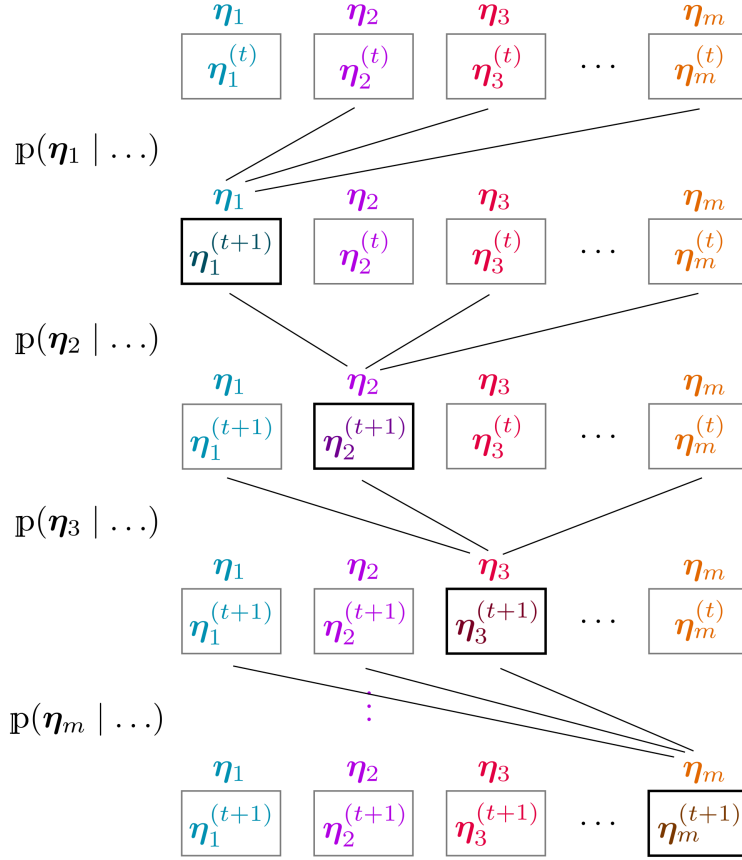 η₁ η₂ η₃ ηₘ
η₁⁽ᵗ⁾ η₂⁽ᵗ⁾ η₃⁽ᵗ⁾ ⋯ ηₘ⁽ᵗ⁾
p(η₁ | …)
η₁ η₂ η₃ ηₘ
η₁⁽ᵗ⁺¹⁾ η₂⁽ᵗ⁾ η₃⁽ᵗ⁾ ⋯ ηₘ⁽ᵗ⁾
p(η₂ | …)
η₁ η₂ η₃ ηₘ
η₁⁽ᵗ⁺¹⁾ η₂⁽ᵗ⁺¹⁾ η₃⁽ᵗ⁾ ⋯ ηₘ⁽ᵗ⁾
p(η₃ | …)
η₁ η₂ η₃ ηₘ
η₁⁽ᵗ⁺¹⁾ η₂⁽ᵗ⁺¹⁾ η₃⁽ᵗ⁺¹⁾ ⋯ ηₘ⁽ᵗ⁾
p(ηₘ | …) ⋮
η₁ η₂ η₃ ηₘ
η₁⁽ᵗ⁺¹⁾ η₂⁽ᵗ⁺¹⁾ η₃⁽ᵗ⁺¹⁾ ⋯ ηₘ⁽ᵗ⁺¹⁾